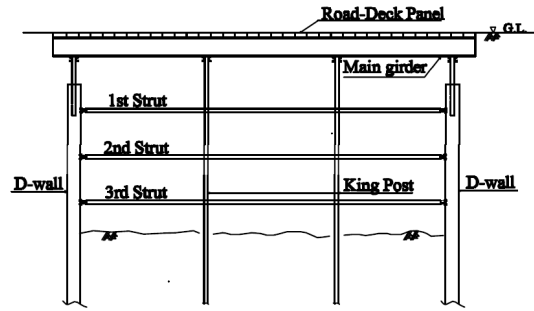 Road-Deck Panel
G.L.
Main girder
1st Strut
2nd Strut
D-wall
3rd Strut
King Post
D-wall